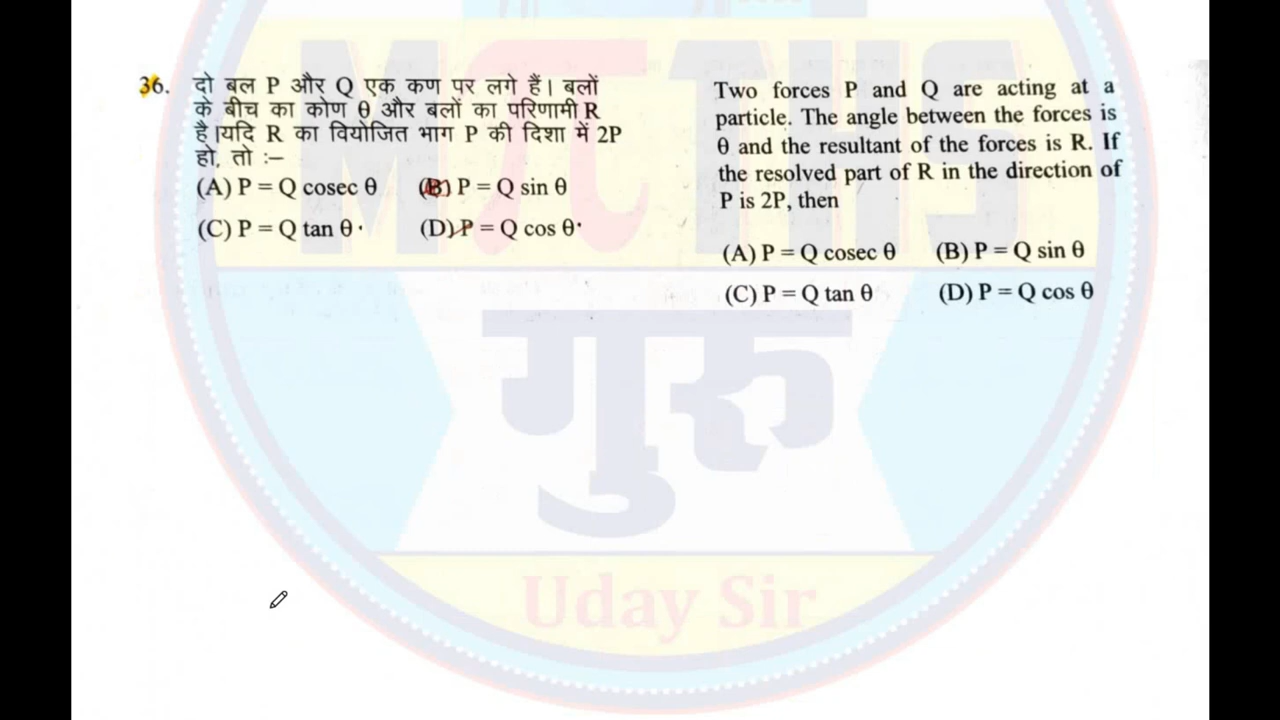 36. दो बल P और Q एक कण पर लगे हैं। बलों
के बीच का कोण θ और बलों का परिणामी R
है।यदि R का वियोजित भाग P की दिशा में 2P
हो, तो :–
(A) P = Q cosec θ (B) P = Q sin θ
(C) P = Q tan θ (D) P = Q cos θ
Two forces P and Q are acting at a
particle. The angle between the forces is
θ and the resultant of the forces is R. If
the resolved part of R in the direction of
P is 2P, then
(A) P = Q cosec θ (B) P = Q sin θ
(C) P = Q tan θ (D) P = Q cos θ
MπTHS
गुरू
Uday Sir